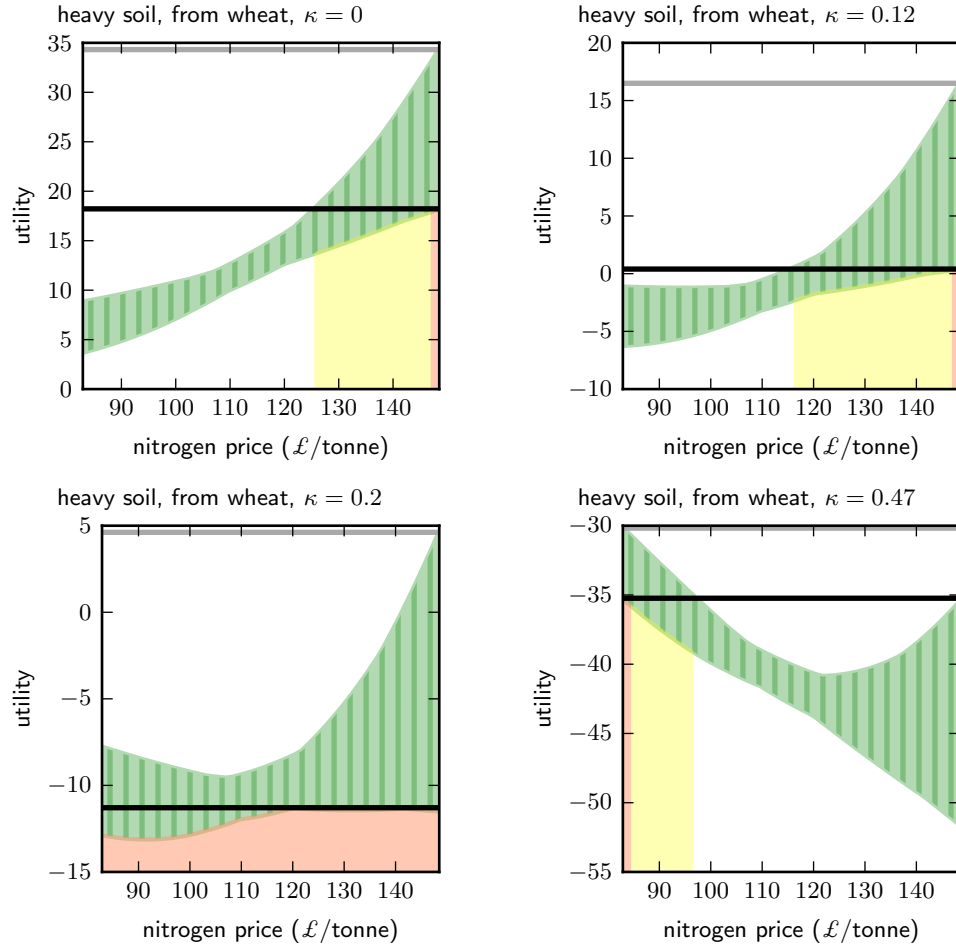 heavy soil, from wheat, κ = 0
35
30
25
20
15
10
5
0
utility
90 100 110 120 130 140
nitrogen price (£/tonne)
heavy soil, from wheat, κ = 0.12
20
15
10
5
0
−5
−10
utility
90 100 110 120 130 140
nitrogen price (£/tonne)
heavy soil, from wheat, κ = 0.2
5
0
−5
−10
−15
utility
90 100 110 120 130 140
nitrogen price (£/tonne)
heavy soil, from wheat, κ = 0.47
−30
−35
−40
−45
−50
−55
utility
90 100 110 120 130 140
nitrogen price (£/tonne)